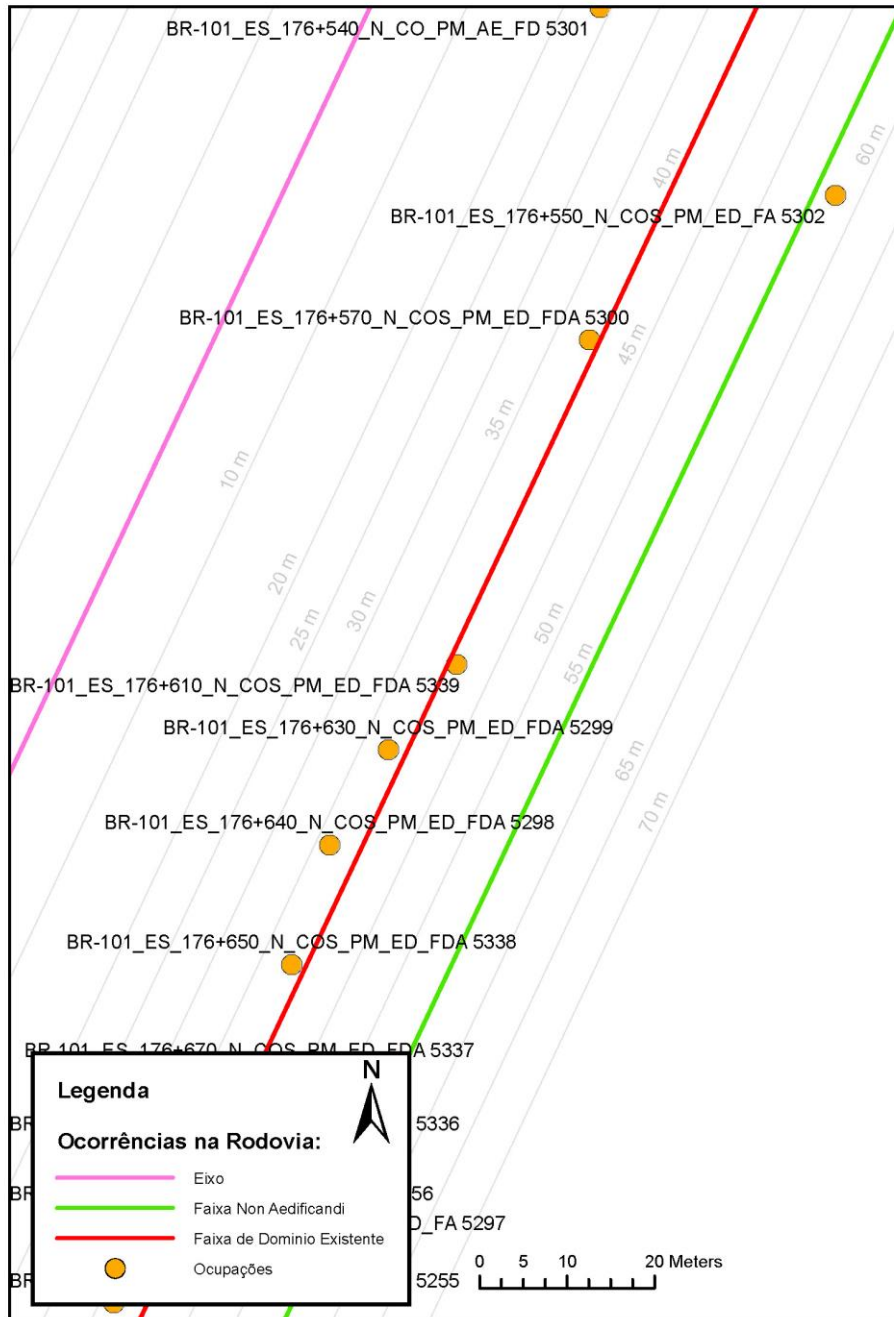 BR-101_ES_176+540_N_CO_PM_AE_FD 5301
60 m
40 m
BR-101_ES_176+550_N_COS_PM_ED_FA 5302
BR-101_ES_176+570_N_COS_PM_ED_FDA 5300
45 m
35 m
10 m
20 m
25 m
30 m
50 m
55 m
BR-101_ES_176+610_N_COS_PM_ED_FDA 5339
BR-101_ES_176+630_N_COS_PM_ED_FDA 5299
65 m
70 m
BR-101_ES_176+640_N_COS_PM_ED_FDA 5298
BR-101_ES_176+650_N_COS_PM_ED_FDA 5338
BR-101_ES_176+670_N_COS_PM_ED_FDA 5337
N
Legenda
BR 5336
Ocorrências na Rodovia:
Eixo
BR 56
Faixa Non Aedificandi
D_FA 5297
Faixa de Dominio Existente
Ocupações
BR 5255
0 5 10 20 Meters